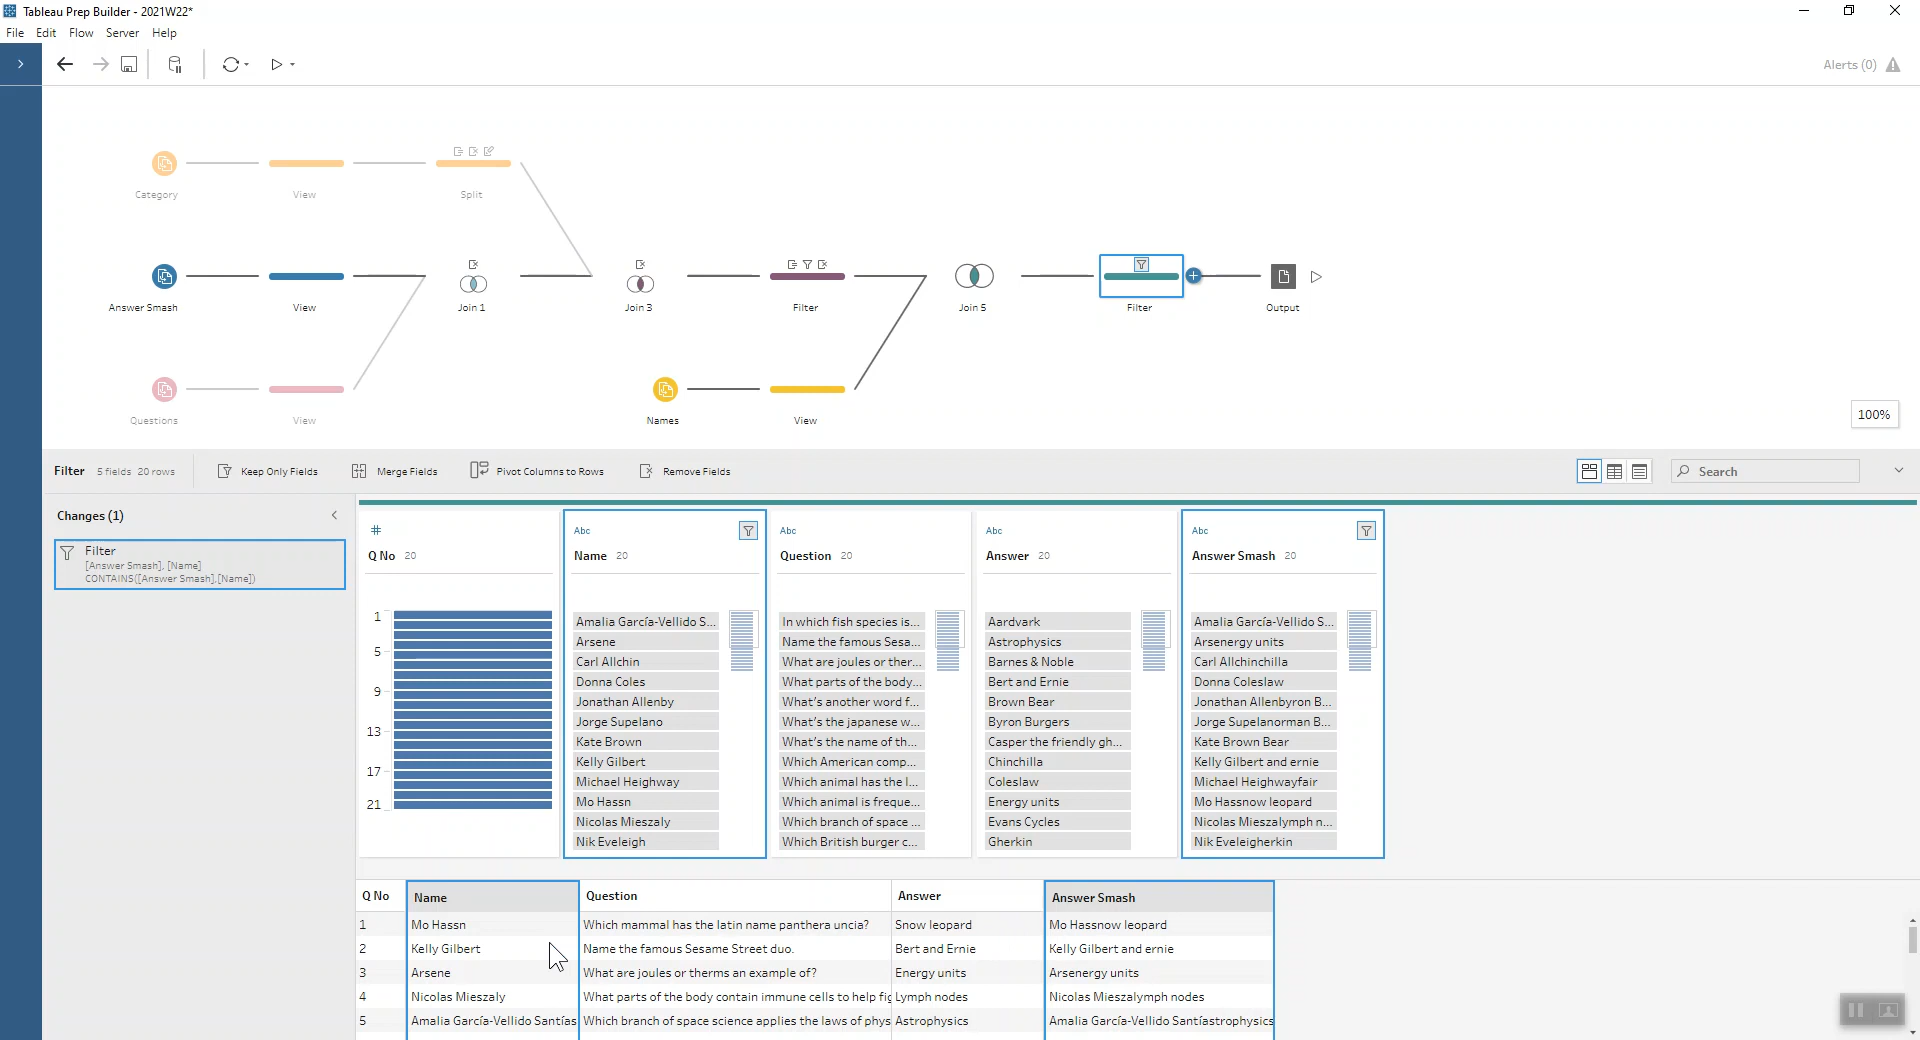 Tableau Prep Builder - 2021W22*
File Edit Flow Server Help
Alerts (0)
Category
View
Split
Answer Smash
View
Join 1
Join 3
Filter
Join 5
Filter
Output
Questions
View
Names
View
100%
Filter 5 fields 20 rows Keep Only Fields Merge Fields Pivot Columns to Rows Remove Fields Search
Changes (1)
Filter
[Answer Smash], [Name]
CONTAINS([Answer Smash],[Name])
#
Q No 20
1
5
9
13
17
21
Abc
Name 20
Amalia García-Vellido S...
Arsene
Carl Allchin
Donna Coles
Jonathan Allenby
Jorge Supelano
Kate Brown
Kelly Gilbert
Michael Heighway
Mo Hassn
Nicolas Mieszaly
Nik Eveleigh
Abc
Question 20
In which fish species is...
Name the famous Sesa...
What are joules or ther...
What parts of the body...
What's another word f...
What's the japanese w...
What's the name of th...
Which American comp...
Which animal has the l...
Which animal is freque...
Which branch of space ...
Which British burger c...
Abc
Answer 20
Aardvark
Astrophysics
Barnes & Noble
Bert and Ernie
Brown Bear
Byron Burgers
Casper the friendly gh...
Chinchilla
Coleslaw
Energy units
Evans Cycles
Gherkin
Abc
Answer Smash 20
Amalia García-Vellido S...
Arsenergy units
Carl Allchinchilla
Donna Coleslaw
Jonathan Allenbyron B...
Jorge Supelanorman B...
Kate Brown Bear
Kelly Gilbert and ernie
Michael Heighwayfair
Mo Hassnow leopard
Nicolas Mieszalymph n...
Nik Eveleigherkin
Q No Name Question Answer Answer Smash
1 Mo Hassn Which mammal has the latin name panthera uncia? Snow leopard Mo Hassnow leopard
2 Kelly Gilbert Name the famous Sesame Street duo. Bert and Ernie Kelly Gilbert and ernie
3 Arsene What are joules or therms an example of? Energy units Arsenergy units
4 Nicolas Mieszaly What parts of the body contain immune cells to help fig Lymph nodes Nicolas Mieszalymph nodes
5 Amalia García-Vellido Santías Which branch of space science applies the laws of phys Astrophysics Amalia García-Vellido Santíastrophysics